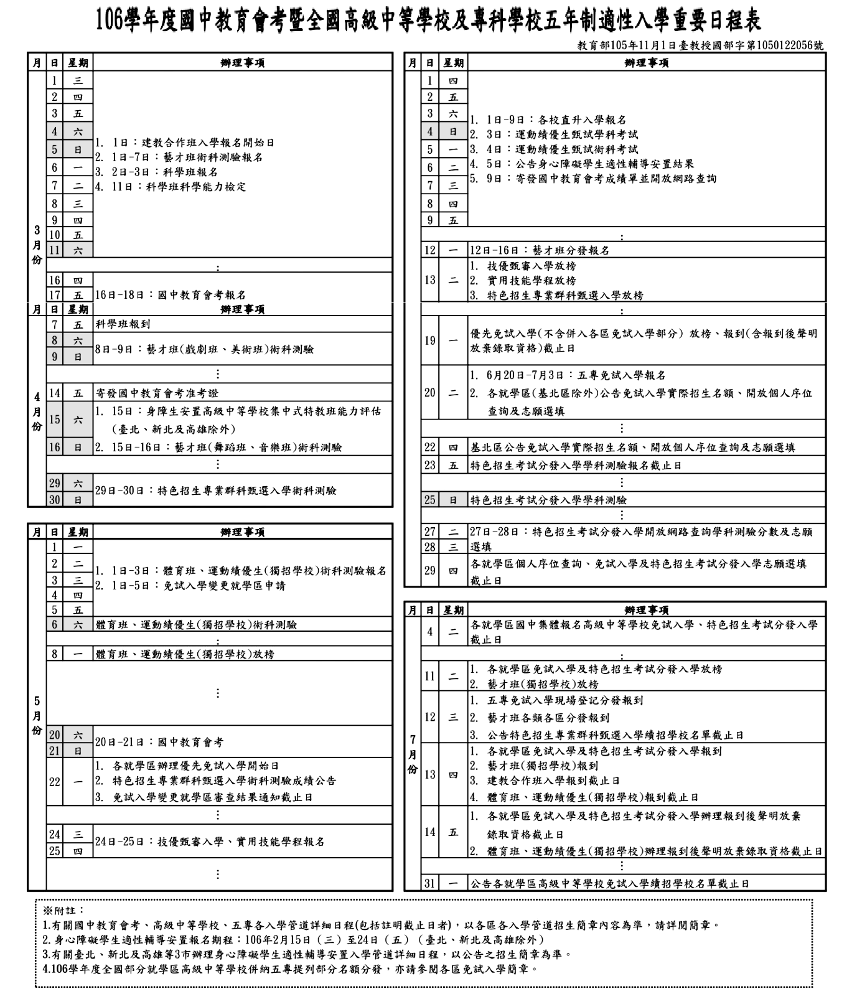 106學年度國中教育會考暨全國高級中等學校及專科學校五年制適性入學重要日程表
教育部105年11月1日臺教授國部字第1050122056號
月 日 星期 辦理事項
3月份
1 三
2 四
3 五
4 六
5 日
6 一
7 二
8 三
9 四
10 五
11 六
1. 1日：建教合作班入學報名開始日
2. 1日-7日：藝才班術科測驗報名
3. 2日-3日：科學班報名
4. 11日：科學班科學能力檢定
:
16 四
17 五
16日-18日：國中教育會考報名
月 日 星期 辦理事項
4月份
7 五 科學班報到
8 六
9 日
8日-9日：藝才班(戲劇班、美術班)術科測驗
⋮
14 五 寄發國中教育會考准考證
15 六
16 日
1. 15日：身障生安置高級中等學校集中式特教班能力評估
(臺北、新北及高雄除外)
2. 15日-16日：藝才班(舞蹈班、音樂班)術科測驗
⋮
29 六
30 日
29日-30日：特色招生專業群科甄選入學術科測驗
月 日 星期 辦理事項
5月份
1 一
2 二
3 三
4 四
5 五
1. 1日-3日：體育班、運動績優生(獨招學校)術科測驗報名
2. 1日-5日：免試入學變更就學區申請
6 六 體育班、運動績優生(獨招學校)術科測驗
:
8 一 體育班、運動績優生(獨招學校)放榜
⋮
20 六
21 日
20日-21日：國中教育會考
22 一
1. 各就學區辦理優先免試入學開始日
2. 特色招生專業群科甄選入學術科測驗成績公告
3. 免試入學變更就學區審查結果通知截止日
⋮
24 三
25 四
24日-25日：技優甄審入學、實用技能學程報名
⋮
月 日 星期 辦理事項
1 四
2 五
3 六
4 日
5 一
6 二
7 三
8 四
9 五
1. 1日-9日：各校直升入學報名
2. 3日：運動績優生甄試學科考試
3. 4日：運動績優生甄試術科考試
4. 5日：公告身心障礙學生適性輔導安置結果
5. 9日：寄發國中教育會考成績單並開放網路查詢
:
12 一 12日-16日：藝才班分發報名
13 二
1. 技優甄審入學放榜
2. 實用技能學程放榜
3. 特色招生專業群科甄選入學放榜
:
19 一
優先免試入學(不含併入各區免試入學部分) 放榜、報到(含報到後聲明
放棄錄取資格)截止日
20 二
1. 6月20日-7月3日：五專免試入學報名
2. 各就學區(基北區除外)公告免試入學實際招生名額、開放個人序位
查詢及志願選填
⋮
22 四 基北區公告免試入學實際招生名額、開放個人序位查詢及志願選填
23 五 特色招生考試分發入學學科測驗報名截止日
⋮
25 日 特色招生考試分發入學學科測驗
⋮
27 二
28 三
27日-28日：特色招生考試分發入學開放網路查詢學科測驗分數及志願
選填
29 四
各就學區個人序位查詢、免試入學及特色招生考試分發入學志願選填
截止日
月 日 星期 辦理事項
7月份
4 二
各就學區國中集體報名高級中等學校免試入學、特色招生考試分發入學
截止日
:
11 二
1. 各就學區免試入學及特色招生考試分發入學放榜
2. 藝才班(獨招學校)放榜
12 三
1. 五專免試入學現場登記分發報到
2. 藝才班各類各區分發報到
3. 公告特色招生專業群科甄選入學續招學校名單截止日
13 四
1. 各就學區免試入學及特色招生考試分發入學報到
2. 藝才班(獨招學校)報到
3. 建教合作班入學報到截止日
4. 體育班、運動績優生(獨招學校)報到截止日
14 五
1. 各就學區免試入學及特色招生考試分發入學辦理報到後聲明放棄
錄取資格截止日
2. 體育班、運動績優生(獨招學校)辦理報到後聲明放棄錄取資格截止日
⋮
31 一 公告各就學區高級中等學校免試入學續招學校名單截止日
※附註：
1.有關國中教育會考、高級中等學校、五專各入學管道詳細日程(包括註明截止日者)，以各區各入學管道招生簡章內容為準，請詳閱簡章。
2. 身心障礙學生適性輔導安置報名期程：106年2月15日（三）至24日（五）（臺北、新北及高雄除外）
3.有關臺北、新北及高雄等3市辦理身心障礙學生適性輔導安置入學管道詳細日程，以公告之招生簡章為準。
4.106學年度全國部分就學區高級中等學校併納五專提列部分名額分發，亦請參閱各區免試入學簡章。